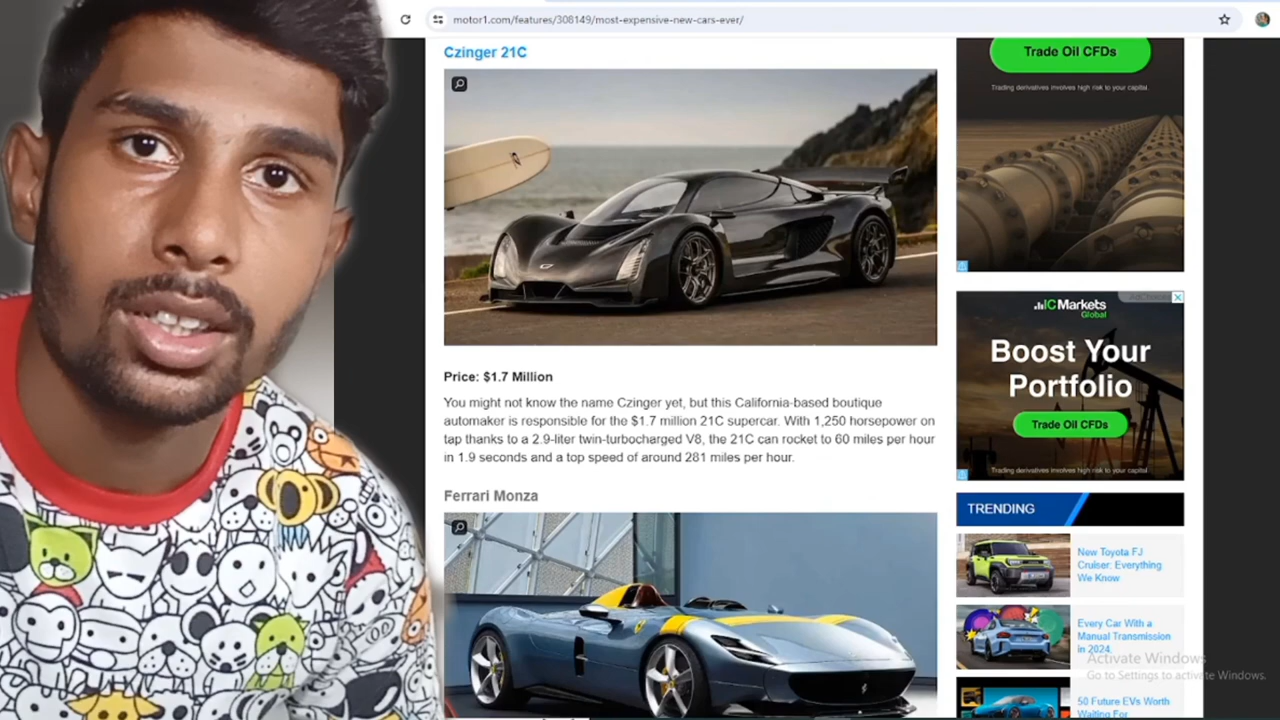 motor1.com/features/308149/most-expensive-new-cars-ever/
Czinger 21C
Price: $1.7 Million
You might not know the name Czinger yet, but this California-based boutique
automaker is responsible for the $1.7 million 21C supercar. With 1,250 horsepower on
tap thanks to a 2.9-liter twin-turbocharged V8, the 21C can rocket to 60 miles per hour
in 1.9 seconds and a top speed of around 281 miles per hour.
Ferrari Monza
Trade Oil CFDs
Trading derivatives involves high risk to your capital.
IC Markets
Global
Boost Your
Portfolio
Trade Oil CFDs
Trading derivatives involves high risk to your capital
TRENDING
New Toyota FJ
Cruiser: Everything
We Know
Every Car With a
Manual Transmission
in 2024
50 Future EVs Worth
Waiting For
Activate Windows
Go to Settings to activate Windows.